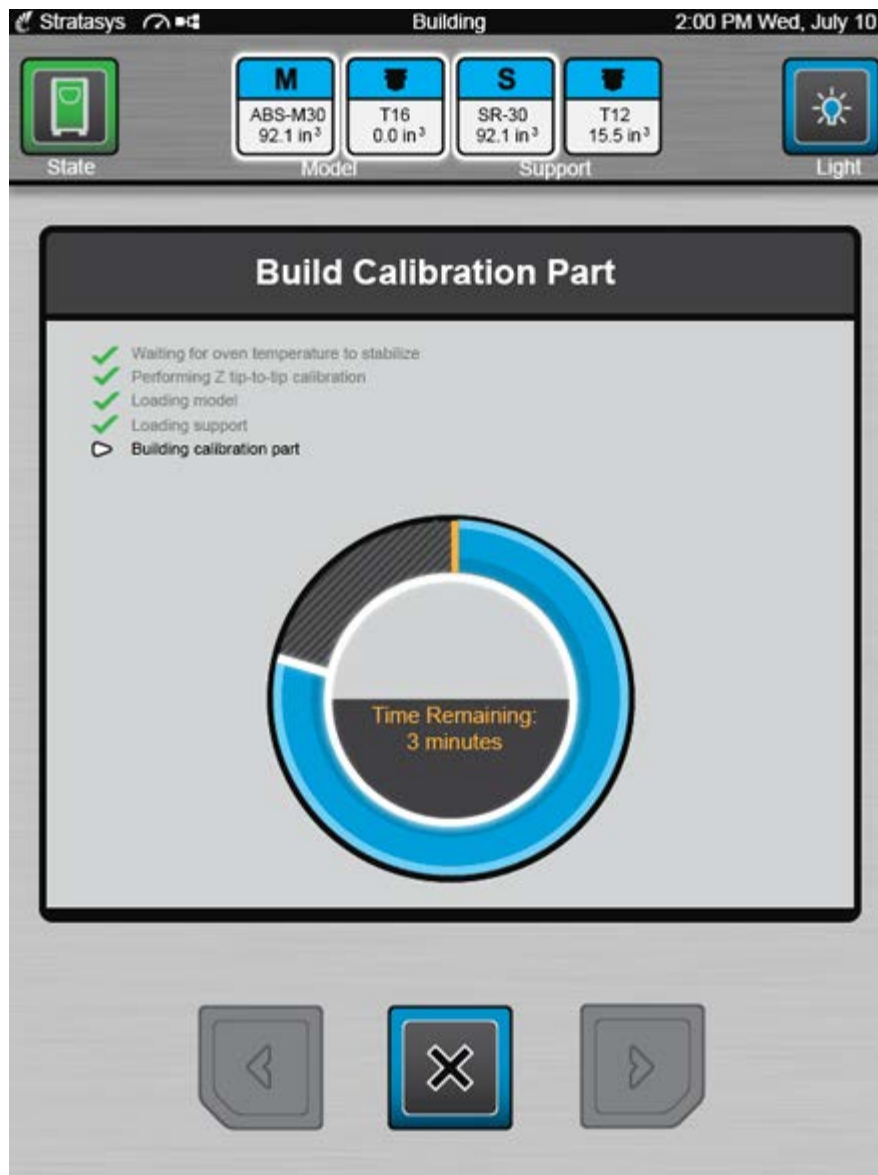 Stratasys
Building
2:00 PM Wed, July 10
M
S
ABS-M30
T16
SR-30
T12
92.1 in³
0.0 in³
92.1 in³
15.5 in³
State
Model
Support
Light
Build Calibration Part
Waiting for oven temperature to stabilize
Performing Z tip-to-tip calibration
Loading model
Loading support
Building calibration part
Time Remaining:
3 minutes